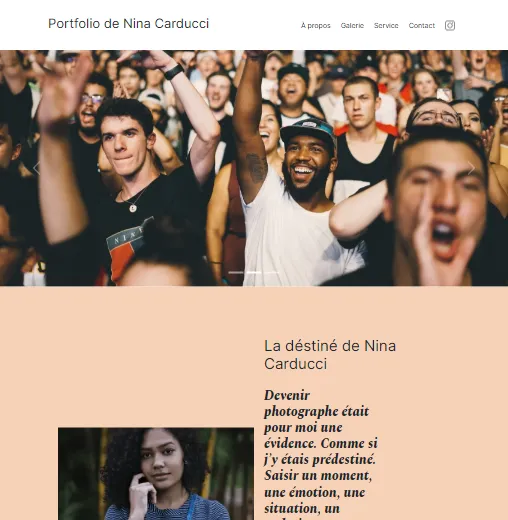 Portfolio de Nina Carducci
À propos Galerie Service Contact
La déstiné de Nina
Carducci
Devenir
photographe était
pour moi une
évidence. Comme si
j'y étais prédestiné.
Saisir un moment,
une émotion, une
situation, un